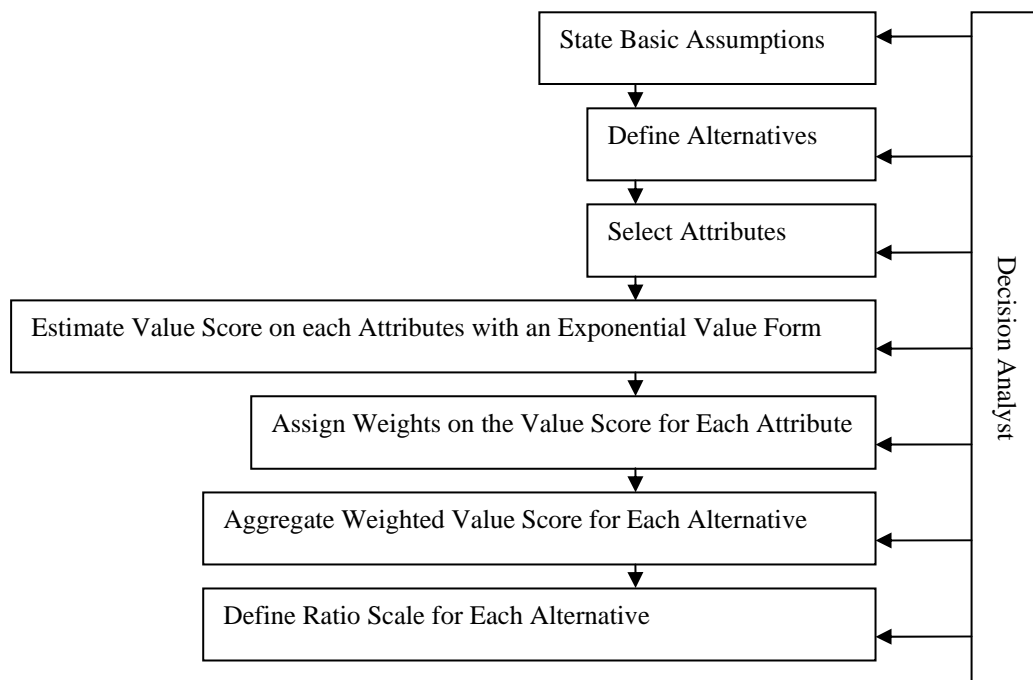 State Basic Assumptions
Define Alternatives
Select Attributes
Estimate Value Score on each Attributes with an Exponential Value Form
Assign Weights on the Value Score for Each Attribute
Aggregate Weighted Value Score for Each Alternative
Define Ratio Scale for Each Alternative
Decision Analyst